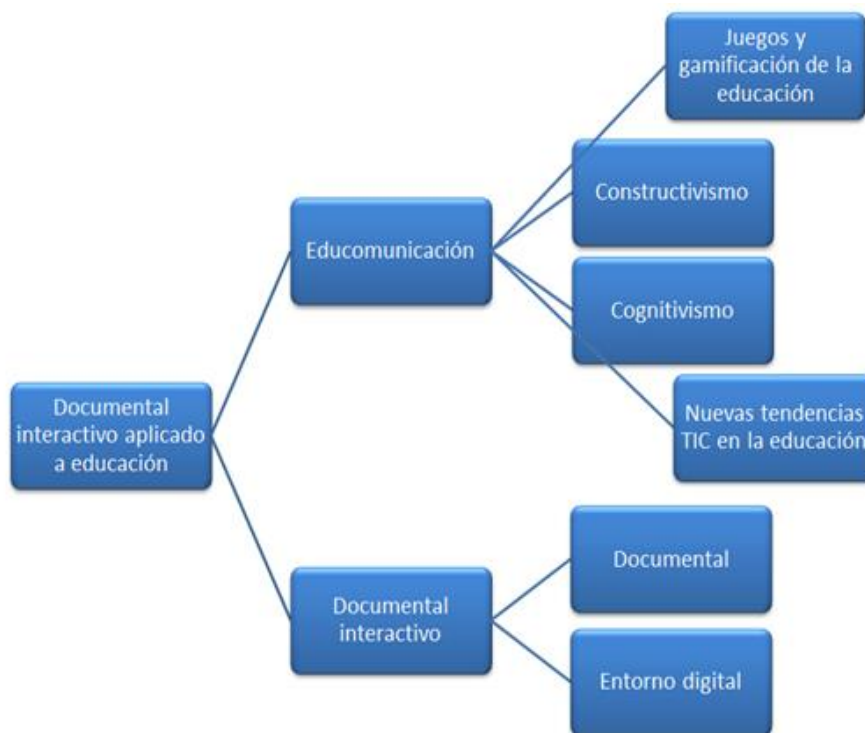 Juegos y
gamificación de la
educación
Constructivismo
Educomunicación
Cognitivismo
Documental
interactivo aplicado
a educación
Nuevas tendencias
TIC en la educación
Documental
Documental
interactivo
Entorno digital